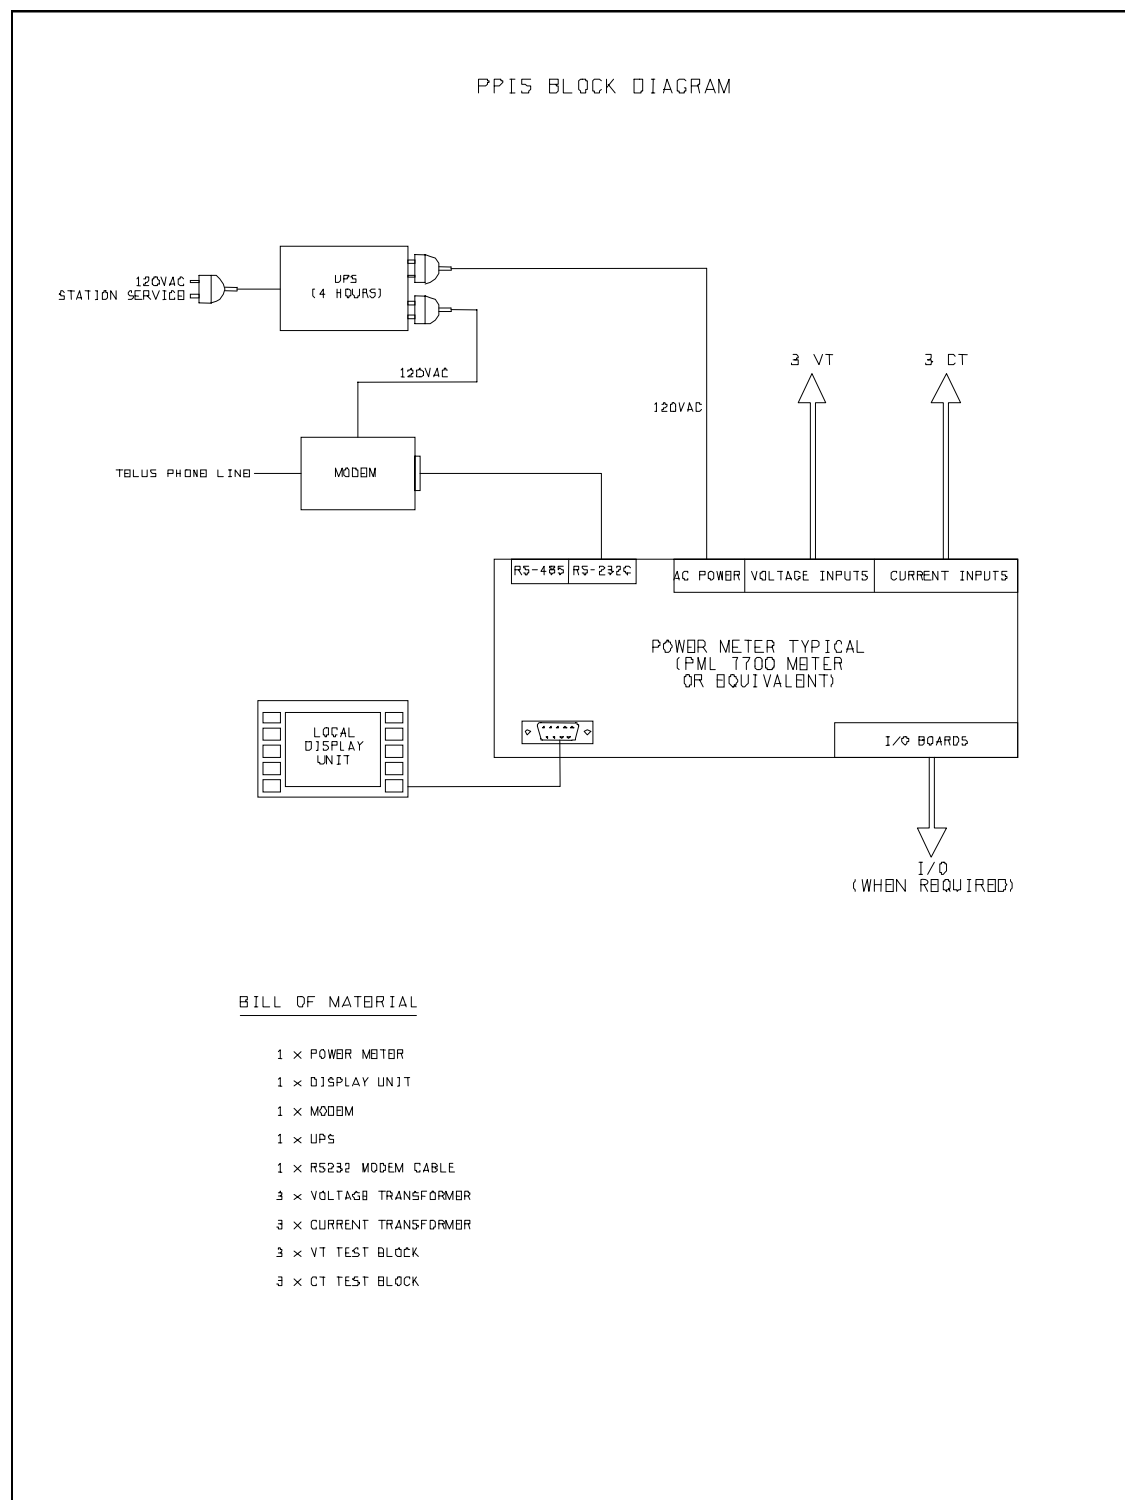 PPIS BLOCK DIAGRAM
UPS
(4 HOURS)
120VAC
STATION SERVICE
120VAC
120VAC
3 VT
3 CT
TELUS PHONE LINE
MODEM
RS-485
RS-232C
AC POWER
VOLTAGE INPUTS
CURRENT INPUTS
POWER METER TYPICAL
(PML 7700 METER
OR EQUIVALENT)
LOCAL
DISPLAY
UNIT
I/O BOARDS
I/O
(WHEN REQUIRED)
BILL OF MATERIAL
1 × POWER METER
1 × DISPLAY UNIT
1 × MODEM
1 × UPS
1 × RS232 MODEM CABLE
3 × VOLTAGE TRANSFORMER
3 × CURRENT TRANSFORMER
3 × VT TEST BLOCK
3 × CT TEST BLOCK